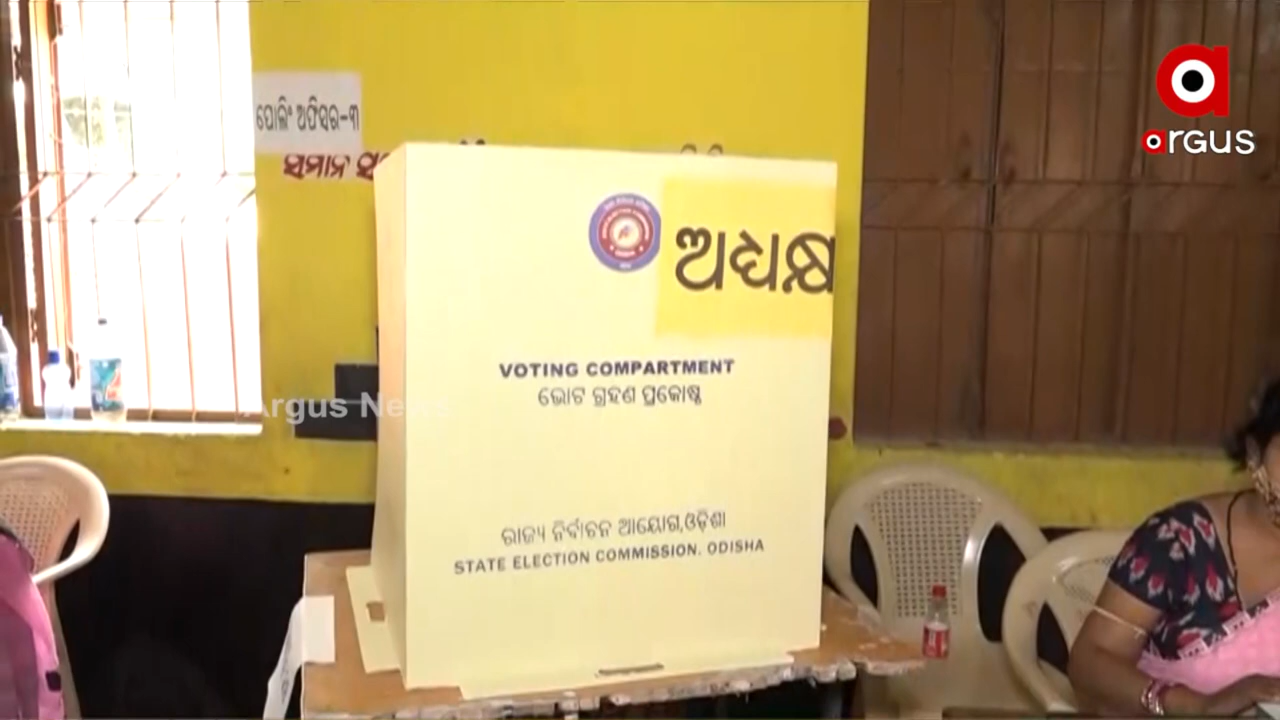 argus
ପୋଲିଂ ଅଫିସର-୩
ସମାନ
ଅଧ୍ୟକ୍ଷ
VOTING COMPARTMENT
ଭୋଟ ଗ୍ରହଣ ପ୍ରକୋଷ୍ଠ
Argus News
ରାଜ୍ୟ ନିର୍ବାଚନ ଆୟୋଗ,ଓଡ଼ିଶା
STATE ELECTION COMMISSION, ODISHA